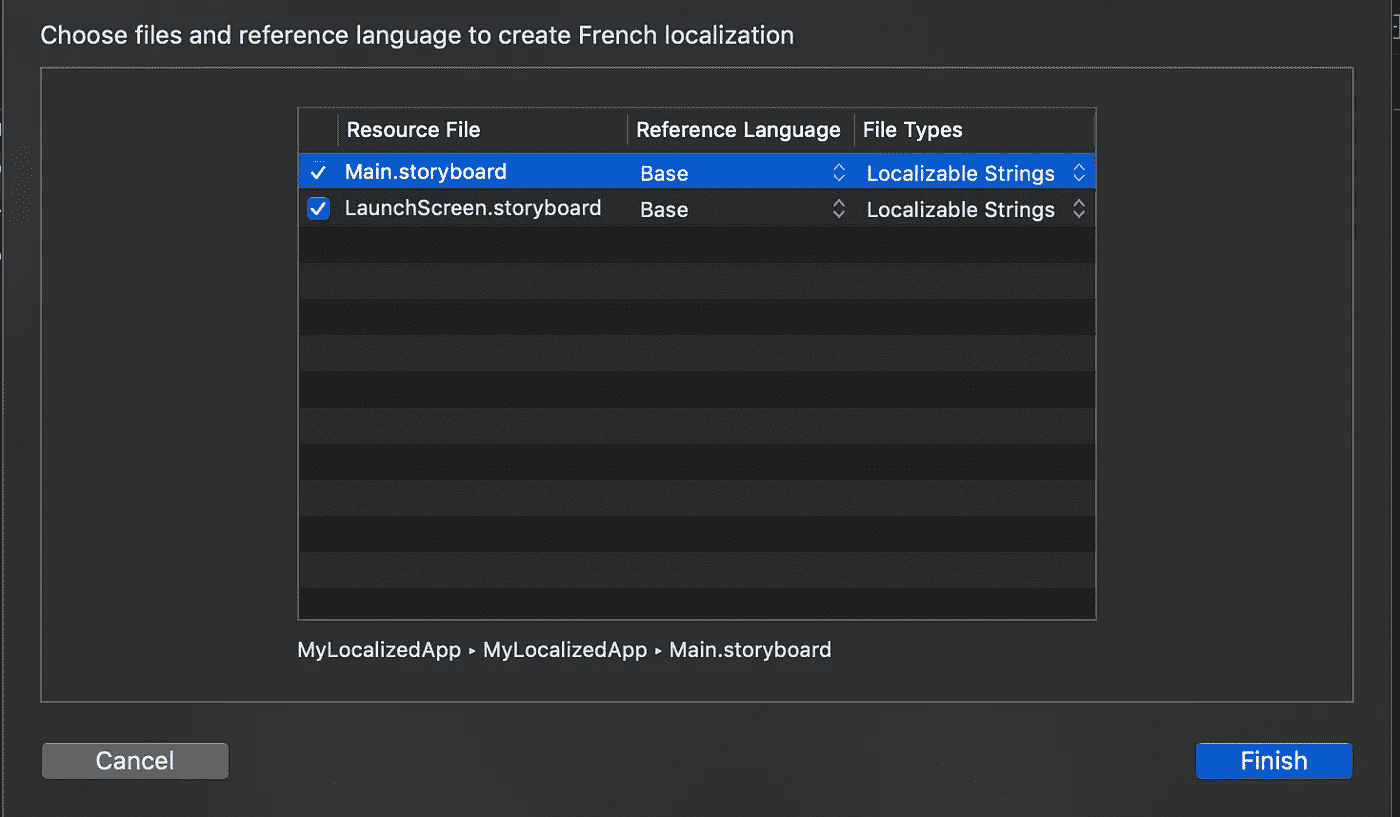 Choose files and reference language to create French localization
Resource File Reference Language File Types
Main.storyboard Base Localizable Strings
LaunchScreen.storyboard Base Localizable Strings
MyLocalizedApp ▸ MyLocalizedApp ▸ Main.storyboard
Cancel Finish